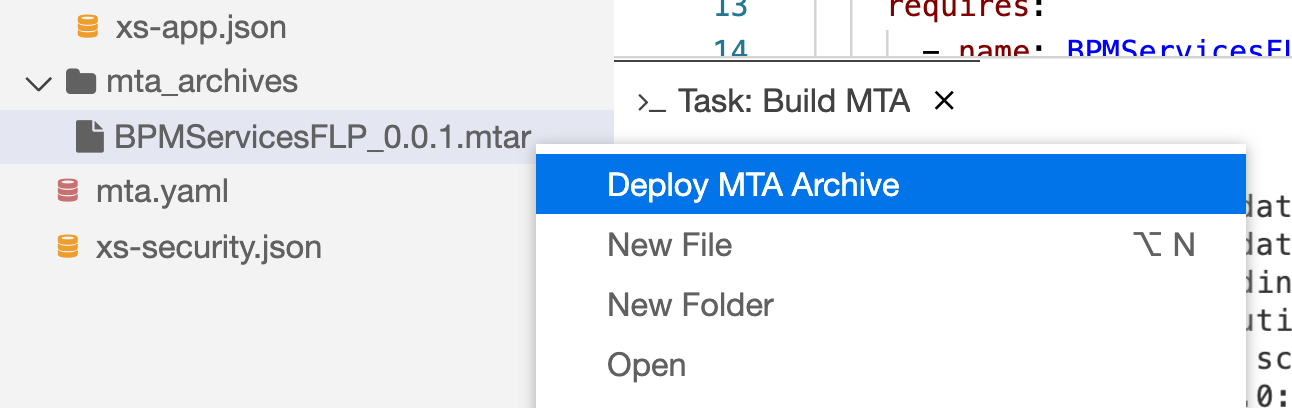 xs-app.json
mta_archives
BPMServicesFLP_0.0.1.mtar
mta.yaml
xs-security.json
13 requires:
14 - name: BPMServicesFL
>_ Task: Build MTA ×
Deploy MTA Archive
New File ⌥ N
New Folder
Open